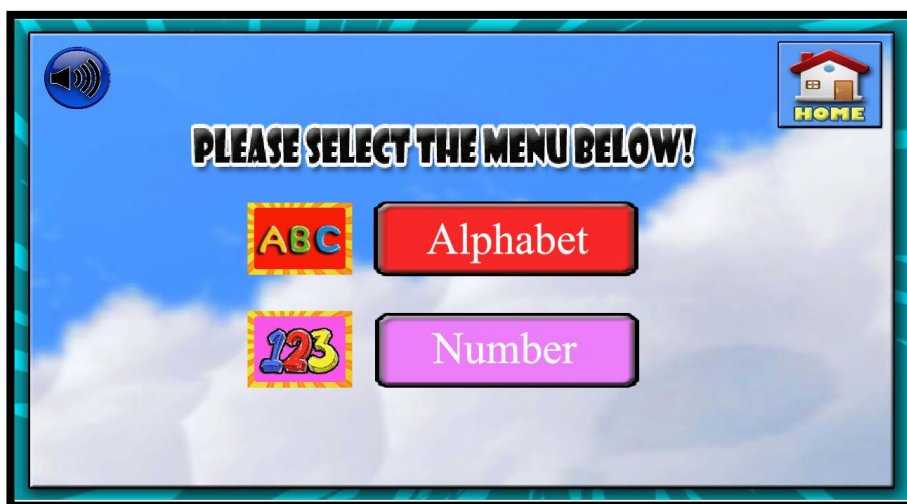 HOME
PLEASE SELECT THE MENU BELOW!
ABC
Alphabet
123
Number